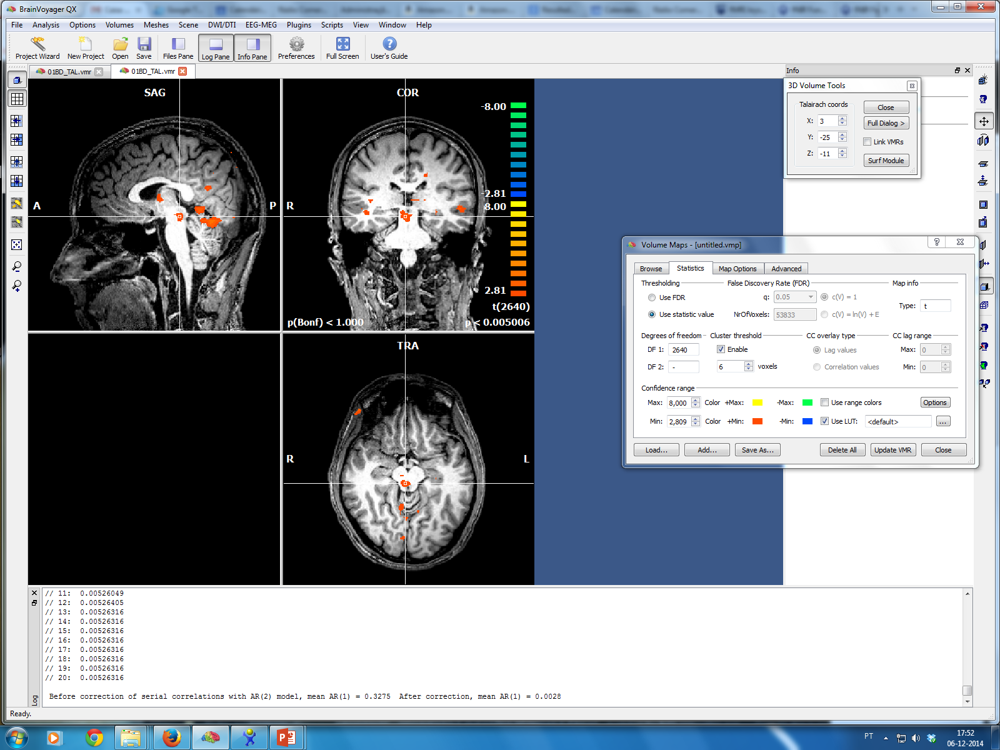 BrainVoyager QX
File Analysis Options Volumes Meshes Scene DWI/DTI EEG-MEG Plugins Scripts View Window Help
Project Wizard New Project Open Save Files Pane Log Pane Info Pane Preferences Full Screen User's Guide
01BD_TAL.vmr 01BD_TAL.vmr
Info
3D Volume Tools
Talairach coords
Close
X: 3
Full Dialog >
Y: -25
Link VMRs
Z: -11
Surf Module
SAG
A
P
COR
R
-8.00
-2.81
8.00
2.81
t(2640)
p(Bonf) < 1.000
p < 0.005006
TRA
R
L
Volume Maps - [untitled.vmp]
Browse Statistics Map Options Advanced
Thresholding False Discovery Rate (FDR) Map info
Use FDR q: 0.05 c(V) = 1
Type: t
Use statistic value NrOfVoxels: 53833 c(V) = ln(V) + E
Degrees of freedom Cluster threshold CC overlay type CC lag range
DF 1: 2640 Enable Lag values Max: 0
DF 2: - 6 voxels Correlation values Min: 0
Confidence range
Max: 8,000 Color +Max: -Max: Use range colors Options
Min: 2,809 Color +Min: -Min: Use LUT: <default> ...
Load... Add... Save As... Delete All Update VMR Close
// 11: 0.00526049
// 12: 0.00526405
// 13: 0.00526316
// 14: 0.00526316
// 15: 0.00526316
// 16: 0.00526316
// 17: 0.00526316
// 18: 0.00526316
// 19: 0.00526316
// 20: 0.00526316
Before correction of serial correlations with AR(2) model, mean AR(1) = 0.3275 After correction, mean AR(1) = 0.0028
Log
Ready.
PT
17:52
06-12-2014